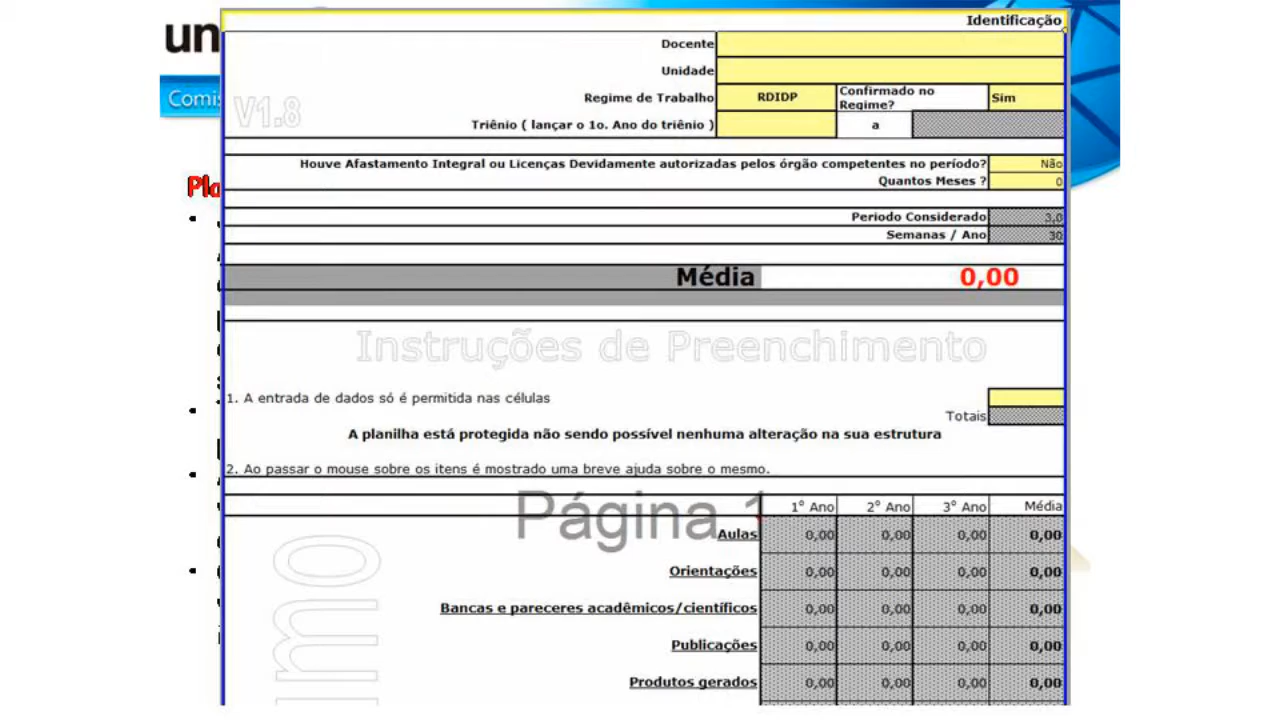 un
Identificação
Docente
Unidade
Comis
Regime de Trabalho RDIDP Confirmado no Regime? Sim
V1.8
Triênio ( lançar o 1o. Ano do triênio ) a
Houve Afastamento Integral ou Licenças Devidamente autorizadas pelos órgão competentes no período? Não
Pla
Quantos Meses ? 0
Periodo Considerado 3,0
Semanas / Ano 30
Média 0,00
Instruções de Preenchimento
1. A entrada de dados só é permitida nas células
Totais
A planilha está protegida não sendo possível nenhuma alteração na sua estrutura
2. Ao passar o mouse sobre os itens é mostrado uma breve ajuda sobre o mesmo.
Página 1
1° Ano 2° Ano 3° Ano Média
Aulas 0,00 0,00 0,00 0,00
Orientações 0,00 0,00 0,00 0,00
Bancas e pareceres acadêmicos/científicos 0,00 0,00 0,00 0,00
Publicações 0,00 0,00 0,00 0,00
Produtos gerados 0,00 0,00 0,00 0,00
umo